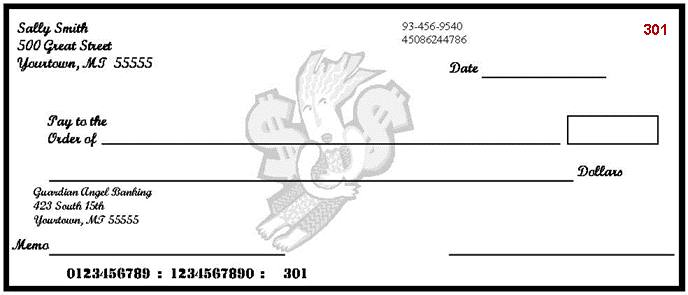 Sally Smith
500 Great Street
Yourtown, MT 55555
93-456-9540
45086244786
301
Date
Pay to the
Order of
$ $
Dollars
Guardian Angel Banking
423 South 15th
Yourtown, MT 55555
Memo
0123456789 : 1234567890 : 301